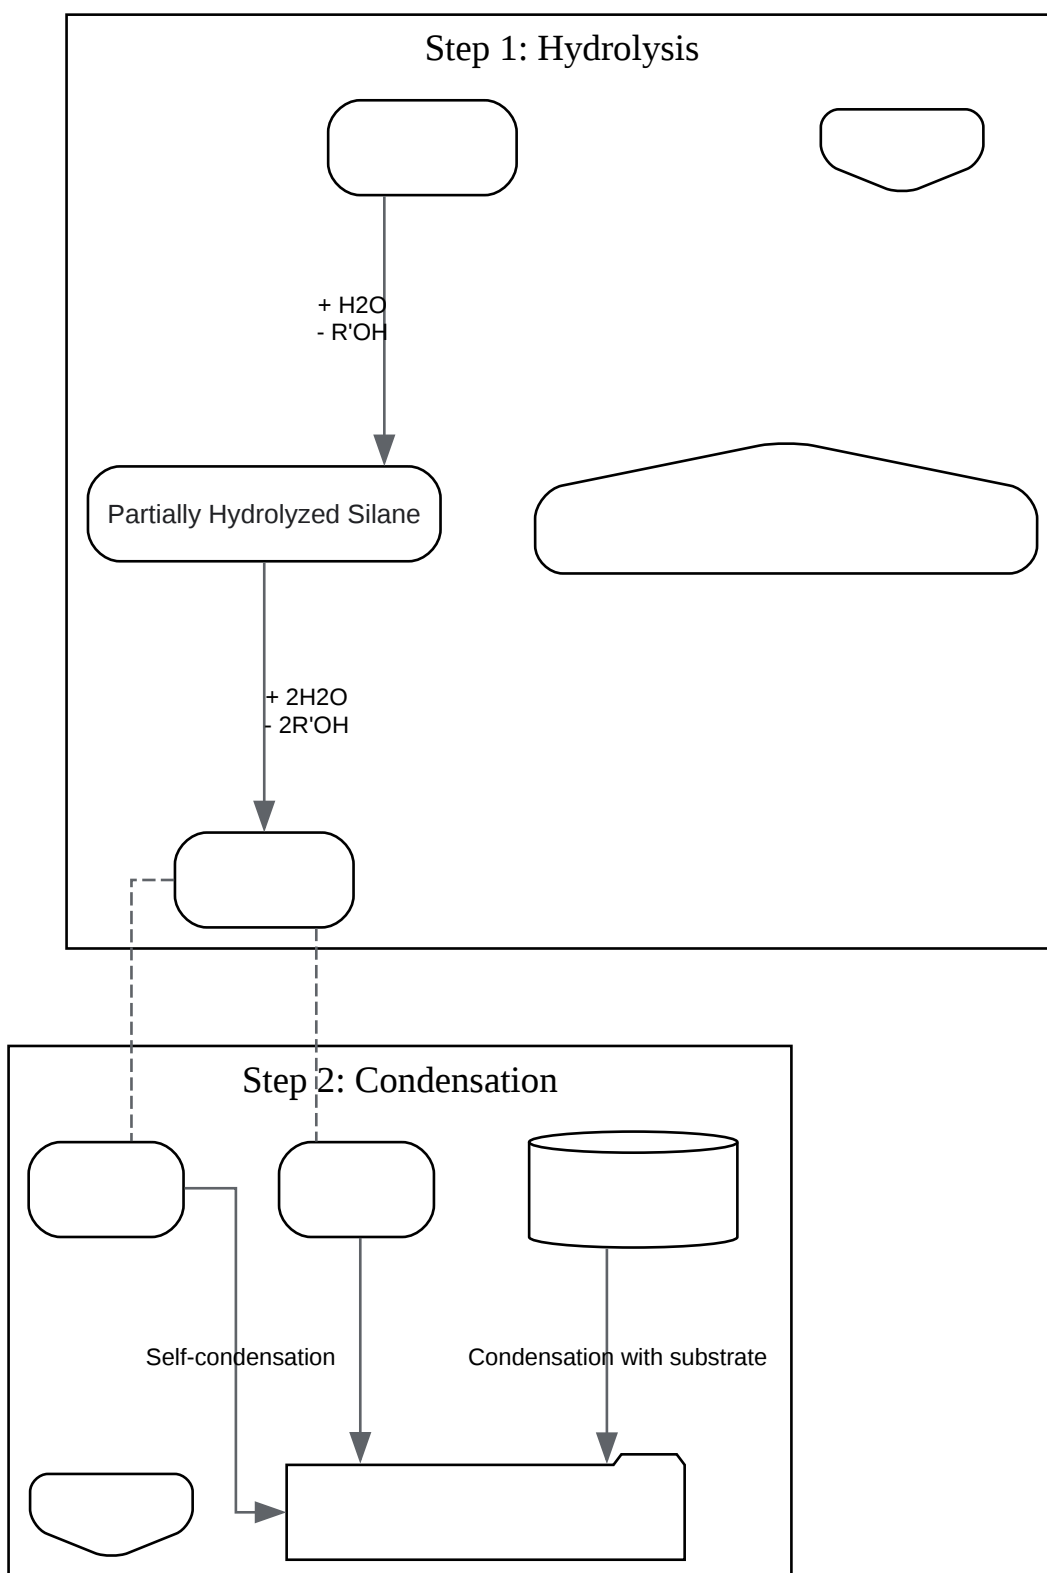 Step 1: Hydrolysis
+ H2O
- R'OH
Partially Hydrolyzed Silane
+ 2H2O
- 2R'OH
Step 2: Condensation
Self-condensation
Condensation with substrate